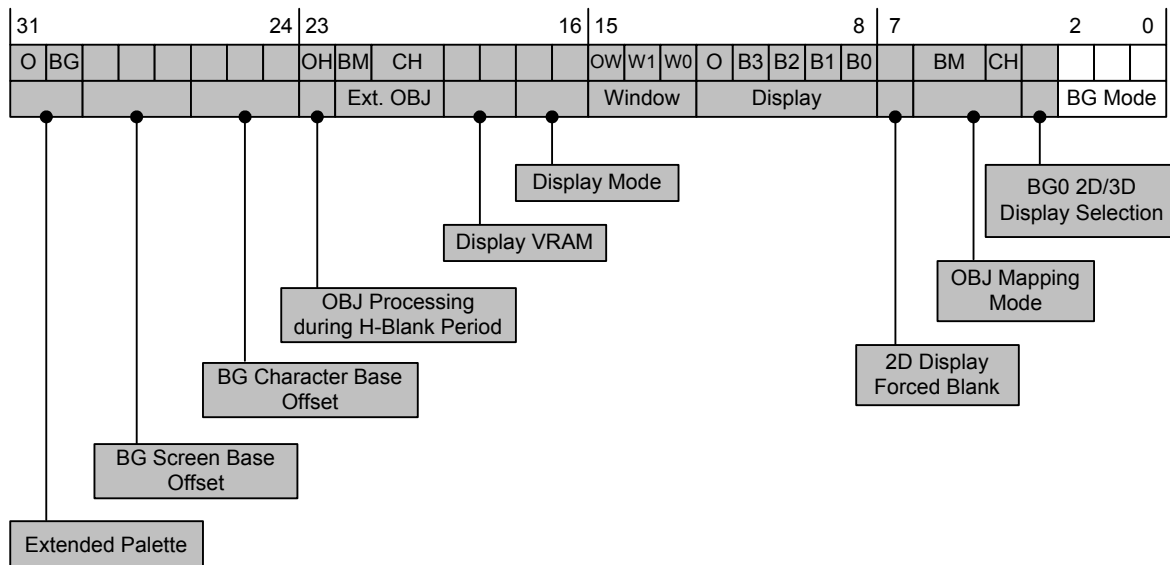 31 24 23 16 15 8 7 2 0
O BG OH BM CH OW W1 W0 O B3 B2 B1 B0 BM CH
Ext. OBJ Window Display BG Mode
Display Mode
BG0 2D/3D
Display Selection
Display VRAM
OBJ Mapping
Mode
OBJ Processing
during H-Blank Period
2D Display
Forced Blank
BG Character Base
Offset
BG Screen Base
Offset
Extended Palette